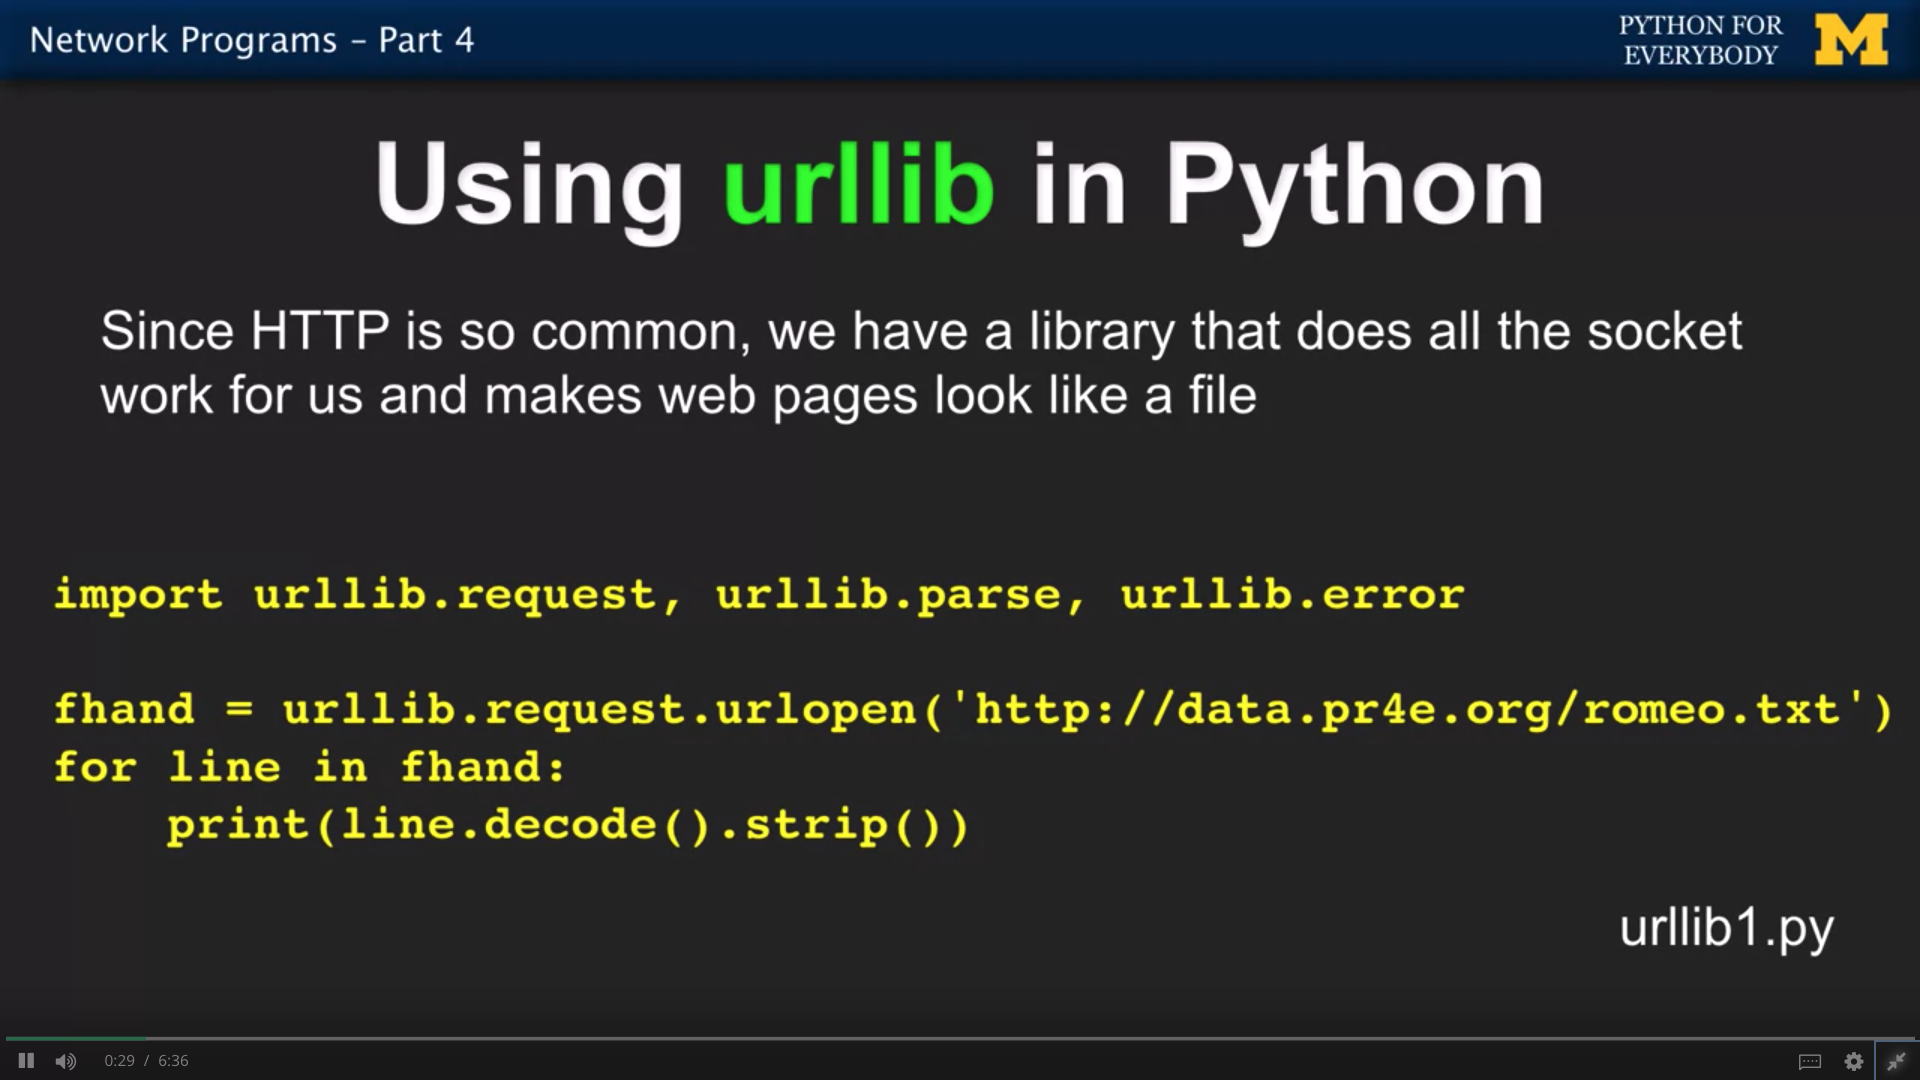 Network Programs – Part 4
PYTHON FOR
EVERYBODY
M
Using urllib in Python
Since HTTP is so common, we have a library that does all the socket
work for us and makes web pages look like a file
import urllib.request, urllib.parse, urllib.error
fhand = urllib.request.urlopen('http://data.pr4e.org/romeo.txt')
for line in fhand:
    print(line.decode().strip())
urllib1.py
0:29 / 6:36